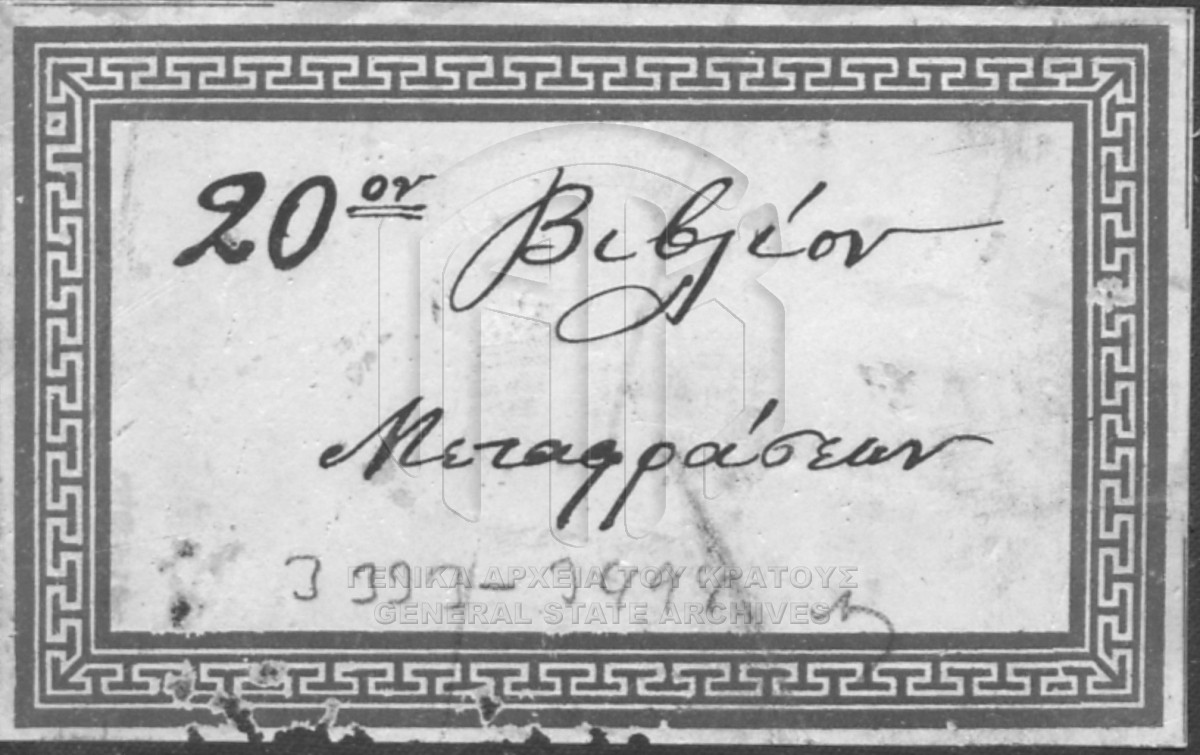 20ον Βιβλίον
Μεταφράσεων
ΓΕΝΙΚΑ ΑΡΧΕΙΑ ΤΟΥ ΚΡΑΤΟΥΣ
GENERAL STATE ARCHIVES